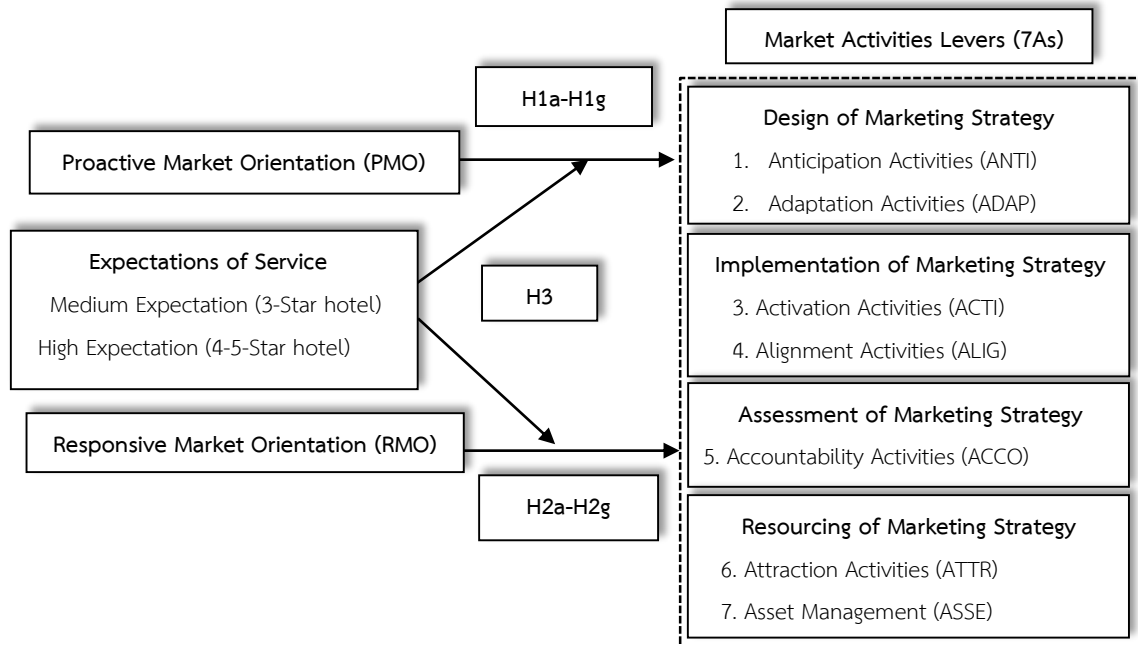 Market Activities Levers (7As)
H1a-H1g
Proactive Market Orientation (PMO)
Expectations of Service
Medium Expectation (3-Star hotel)
High Expectation (4-5-Star hotel)
H3
Responsive Market Orientation (RMO)
H2a-H2g
Design of Marketing Strategy
1. Anticipation Activities (ANTI)
2. Adaptation Activities (ADAP)
Implementation of Marketing Strategy
3. Activation Activities (ACTI)
4. Alignment Activities (ALIG)
Assessment of Marketing Strategy
5. Accountability Activities (ACCO)
Resourcing of Marketing Strategy
6. Attraction Activities (ATTR)
7. Asset Management (ASSE)